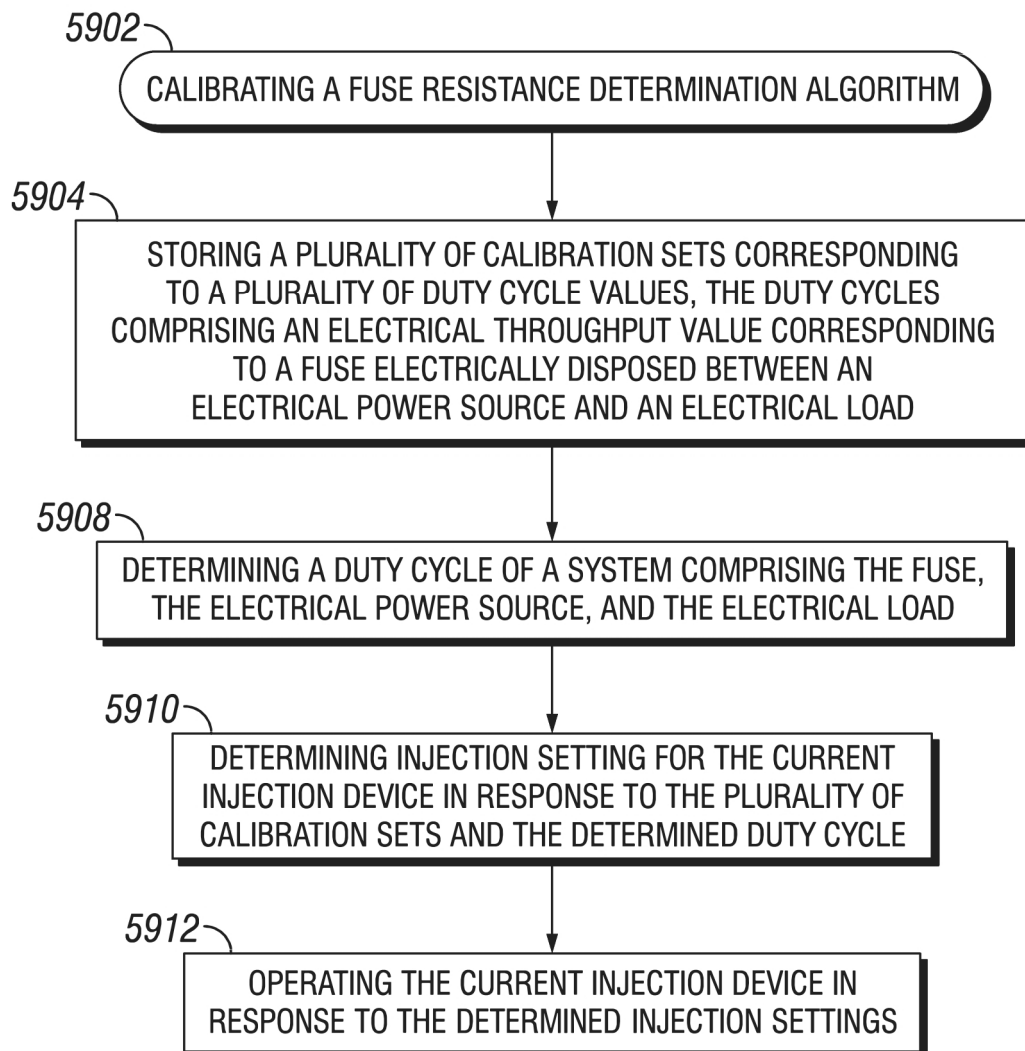 5902
CALIBRATING A FUSE RESISTANCE DETERMINATION ALGORITHM
5904
STORING A PLURALITY OF CALIBRATION SETS CORRESPONDING
TO A PLURALITY OF DUTY CYCLE VALUES, THE DUTY CYCLES
COMPRISING AN ELECTRICAL THROUGHPUT VALUE CORRESPONDING
TO A FUSE ELECTRICALLY DISPOSED BETWEEN AN
ELECTRICAL POWER SOURCE AND AN ELECTRICAL LOAD
5908
DETERMINING A DUTY CYCLE OF A SYSTEM COMPRISING THE FUSE,
THE ELECTRICAL POWER SOURCE, AND THE ELECTRICAL LOAD
5910
DETERMINING INJECTION SETTING FOR THE CURRENT
INJECTION DEVICE IN RESPONSE TO THE PLURALITY OF
CALIBRATION SETS AND THE DETERMINED DUTY CYCLE
5912
OPERATING THE CURRENT INJECTION DEVICE IN
RESPONSE TO THE DETERMINED INJECTION SETTINGS